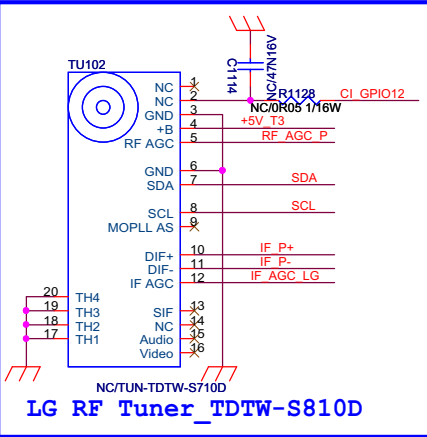 TU102
C1114
NC/47N16V
NC 1
NC 2
R1128
CI_GPIO12
NC/0R05 1/16W
GND 3
+B 4
+5V_T3
RF AGC 5
RF_AGC_P
GND 6
SDA 7
SDA
SCL 8
SCL
MOPLL AS 9
DIF+ 10
IF_P+
DIF- 11
IF_P-
IF AGC 12
IF_AGC_LG
20 TH4
19 TH3
18 TH2
17 TH1
SIF 13
NC 14
Audio 15
Video 16
NC/TUN-TDTW-S710D
LG RF Tuner_TDTW-S810D